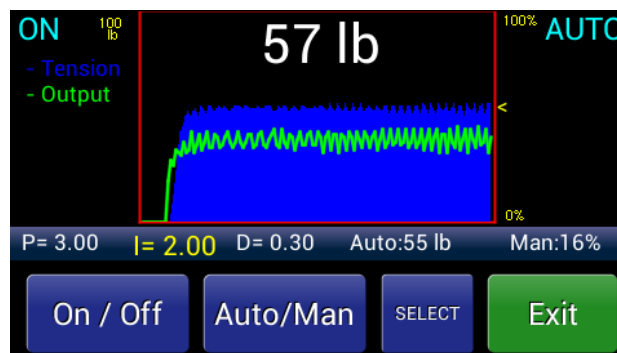 ON
100
lb
57 lb
100%
AUTO
- Tension
- Output
<
0%
P= 3.00
I= 2.00
D= 0.30
Auto:55 lb
Man:16%
On / Off
Auto/Man
SELECT
Exit